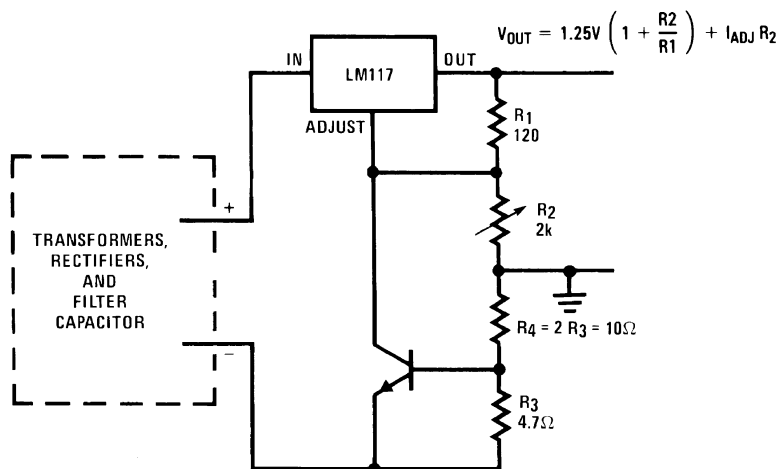 V_OUT = 1.25V (1 + R2/R1) + I_ADJ R2
IN
LM117
OUT
ADJUST
R1
120
+
R2
2k
TRANSFORMERS,
RECTIFIERS,
AND
FILTER
CAPACITOR
R4 = 2 R3 = 10Ω
−
R3
4.7Ω